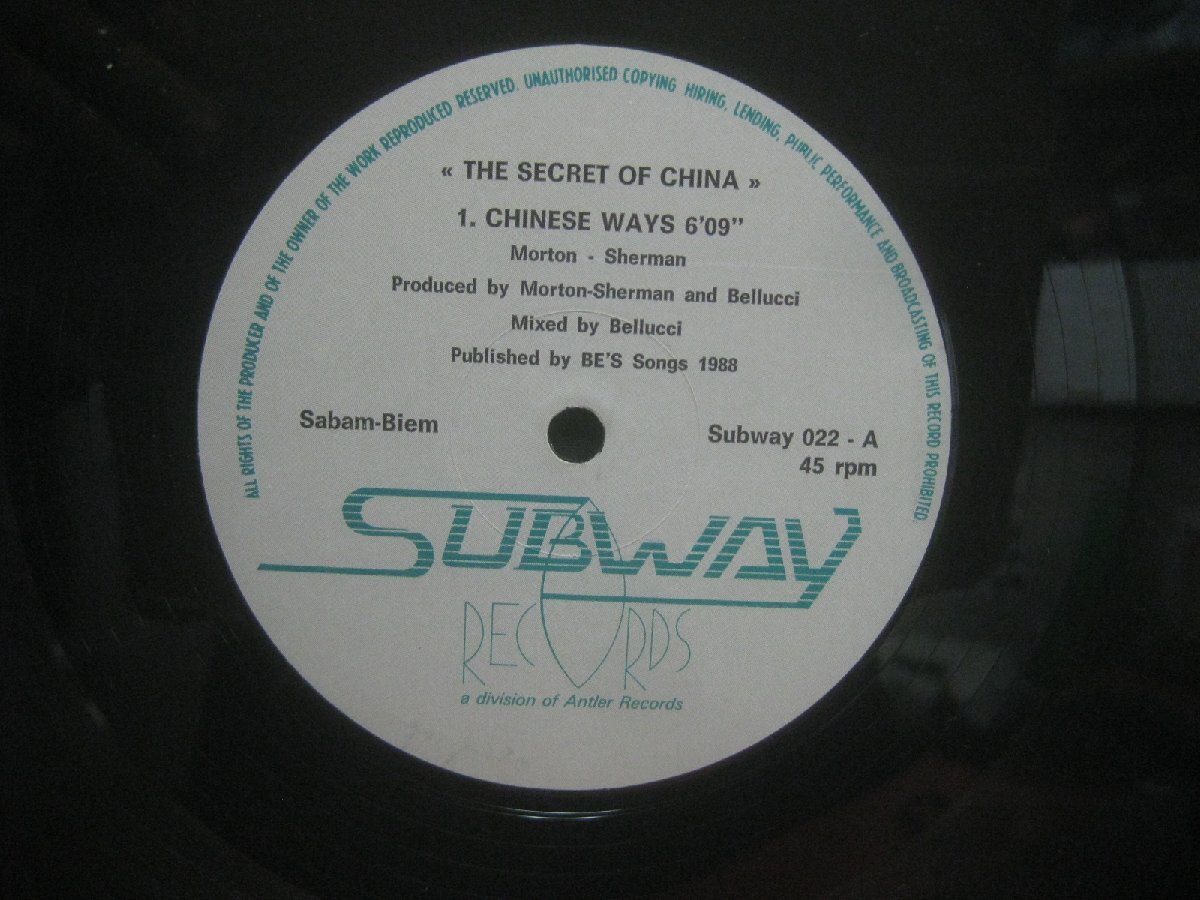 ALL RIGHTS OF THE PRODUCER AND OF THE OWNER OF THE WORK REPRODUCED RESERVED. UNAUTHORISED COPYING HIRING, LENDING, PUBLIC PERFORMANCE AND BROADCASTING OF THIS RECORD PROHIBITED.
« THE SECRET OF CHINA »
1. CHINESE WAYS 6'09"
Morton - Sherman
Produced by Morton-Sherman and Bellucci
Mixed by Bellucci
Published by BE'S Songs 1988
Sabam-Biem
Subway 022 - A
45 rpm
SUBWAY
RECORDS
a division of Antler Records